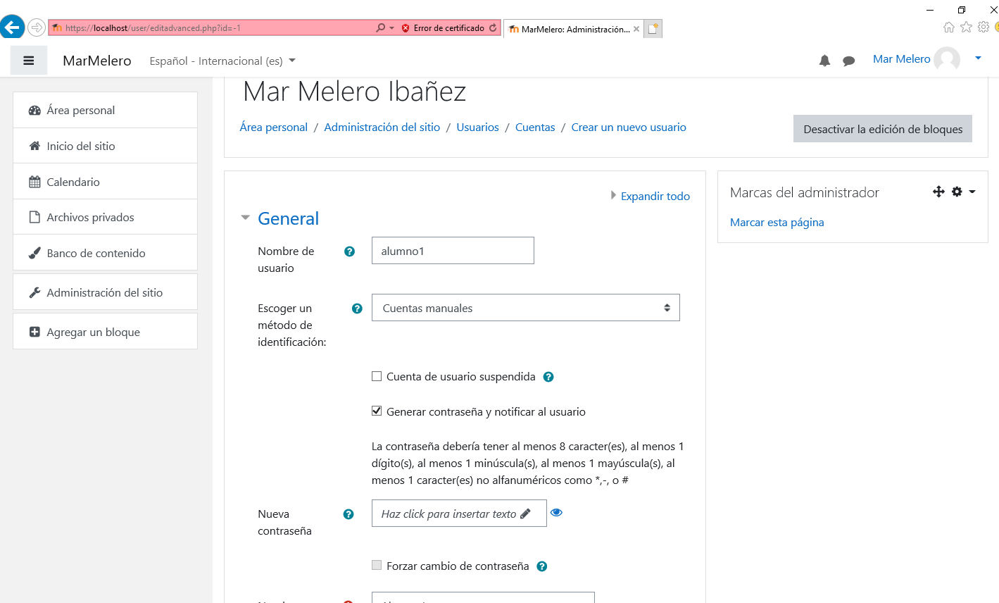 https://localhost/user/editadvanced.php?id=-1
Error de certificado
MarMelero: Administración...
MarMelero
Español - Internacional (es)
Mar Melero
Área personal
Inicio del sitio
Calendario
Archivos privados
Banco de contenido
Administración del sitio
Agregar un bloque
Mar Melero Ibañez
Área personal / Administración del sitio / Usuarios / Cuentas / Crear un nuevo usuario
Desactivar la edición de bloques
Expandir todo
General
Nombre de
usuario
alumno1
Escoger un
método de
identificación:
Cuentas manuales
Cuenta de usuario suspendida
Generar contraseña y notificar al usuario
La contraseña debería tener al menos 8 caracter(es), al menos 1
dígito(s), al menos 1 minúscula(s), al menos 1 mayúscula(s), al
menos 1 caracter(es) no alfanuméricos como *,-, o #
Nueva
contraseña
Haz click para insertar texto
Forzar cambio de contraseña
Marcas del administrador
Marcar esta página